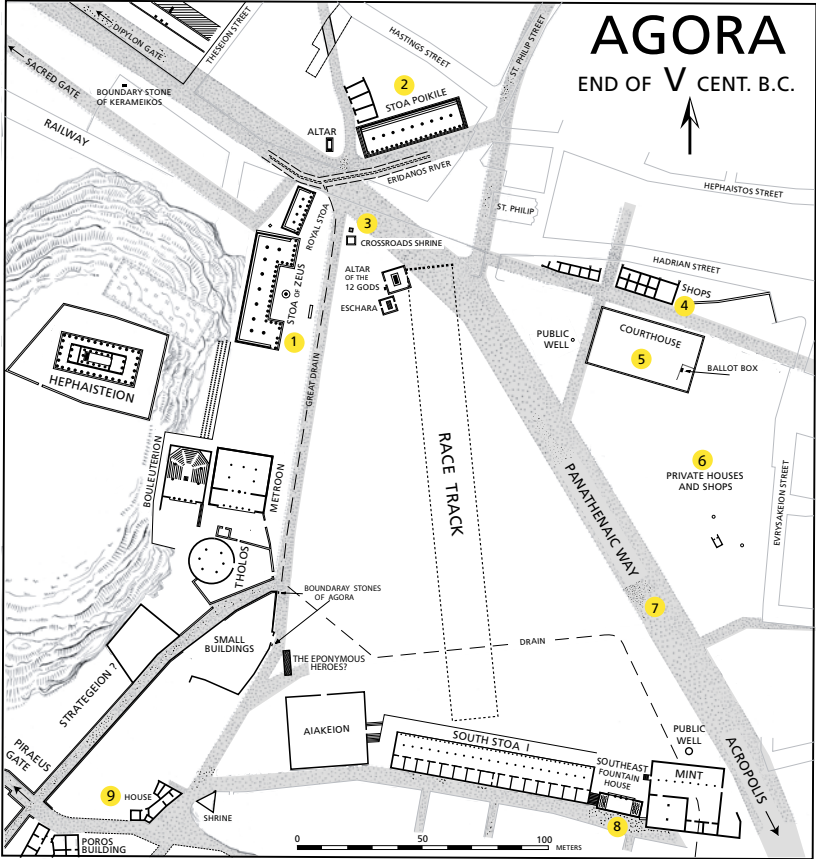 AGORA
END OF V CENT. B.C.
DIPYLON GATE
THESEION STREET
HASTINGS STREET
ST. PHILIP STREET
SACRED GATE
BOUNDARY STONE
OF KERAMEIKOS
2
STOA POIKILE
RAILWAY
ALTAR
ERIDANOS RIVER
HEPHAISTOS STREET
ST. PHILIP
ROYAL STOA
3
CROSSROADS SHRINE
HADRIAN STREET
STOA OF ZEUS
ALTAR
OF THE
12 GODS
ESCHARA
SHOPS
4
1
PUBLIC
WELL
COURTHOUSE
5
BALLOT BOX
HEPHAISTEION
GREAT DRAIN
RACE TRACK
BOULEUTERION
METROON
6
PRIVATE HOUSES
AND SHOPS
PANATHENAIC WAY
EVRYSAKEION STREET
THOLOS
BOUNDARAY STONES
OF AGORA
7
SMALL
BUILDINGS
DRAIN
THE EPONYMOUS
HEROES?
STRATEGEION ?
AIAKEION
SOUTH STOA I
PUBLIC
WELL
ACROPOLIS
PIRAEUS
GATE
SOUTHEAST
FOUNTAIN
HOUSE
MINT
9
HOUSE
SHRINE
8
POROS
BUILDING
0 50 100
METERS